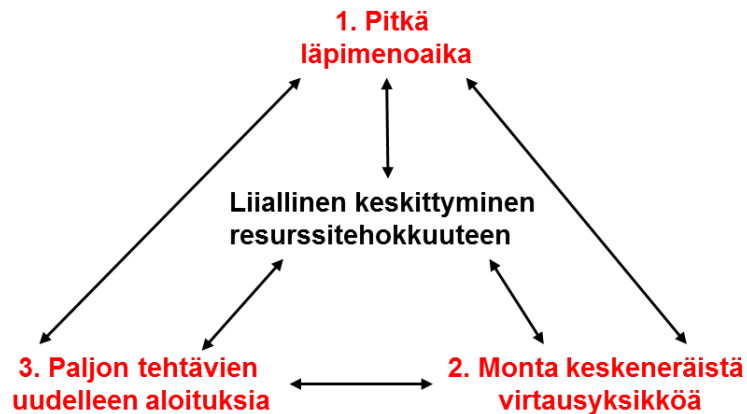 1. Pitkä
läpimenoaika
Liiallinen keskittyminen
resurssitehokkuuteen
3. Paljon tehtävien
uudelleen aloituksia
2. Monta keskeneräistä
virtausyksikköä